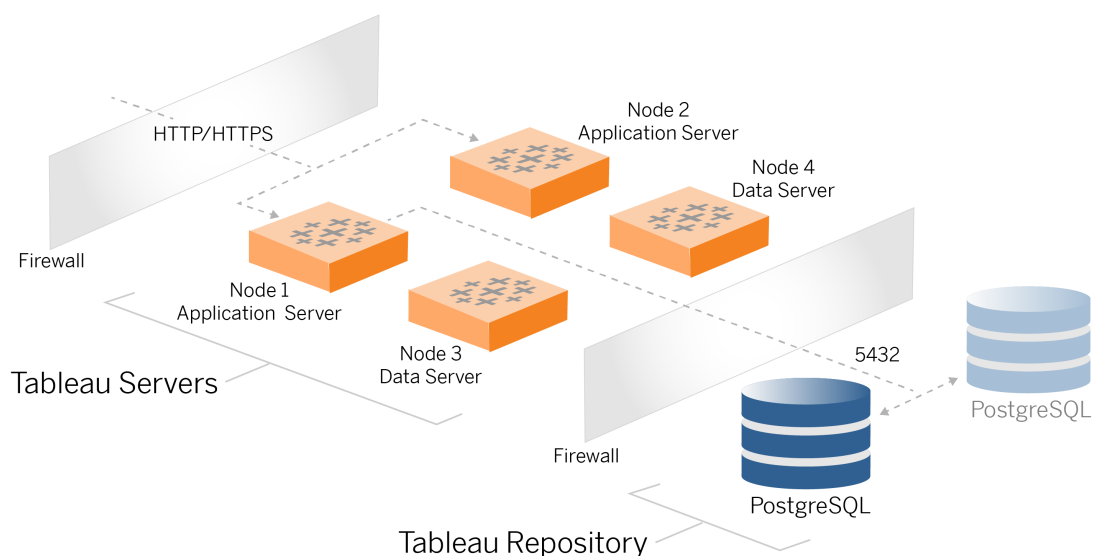 HTTP/HTTPS
Node 2
Application Server
Node 4
Data Server
Firewall
Node 1
Application Server
Node 3
Data Server
Tableau Servers
5432
PostgreSQL
Firewall
PostgreSQL
Tableau Repository